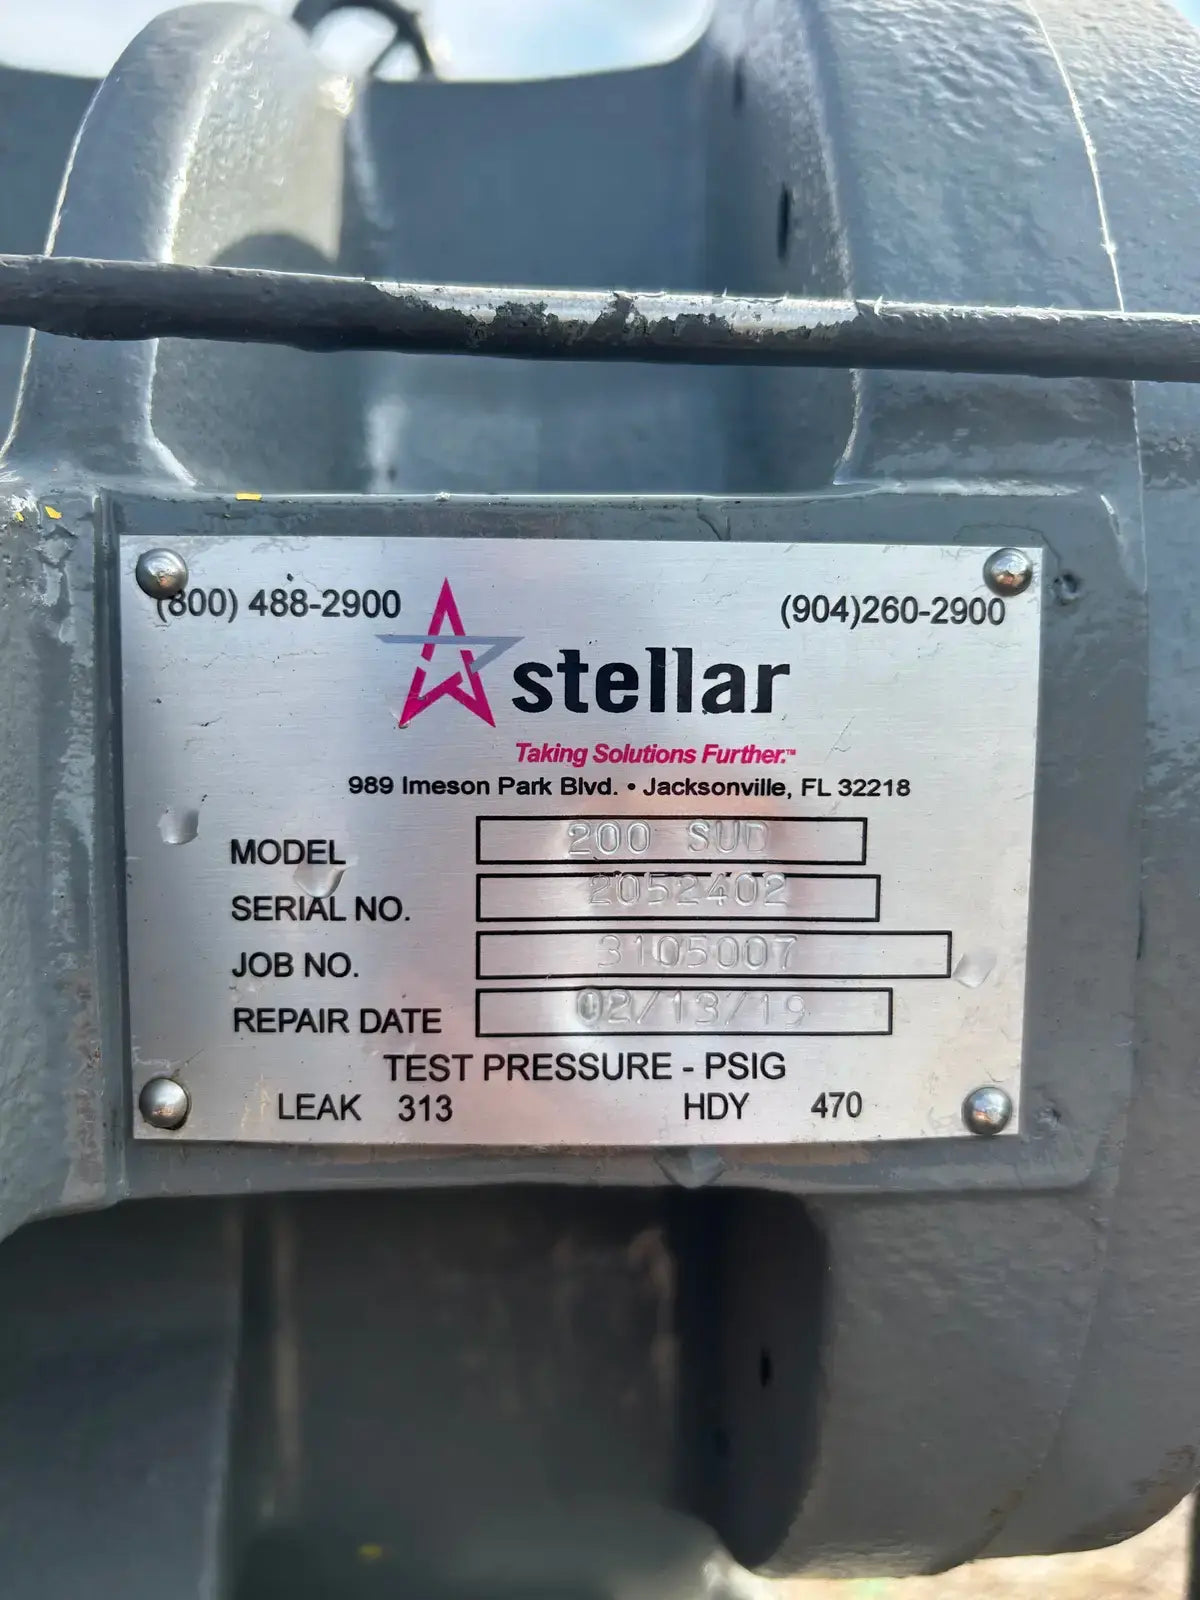 (800) 488-2900
(904)260-2900
stellar
Taking Solutions Further.™
989 Imeson Park Blvd. • Jacksonville, FL 32218
MODEL 200 SUD
SERIAL NO. 2052402
JOB NO. 3105007
REPAIR DATE 02/13/19
TEST PRESSURE - PSIG
LEAK 313 HDY 470